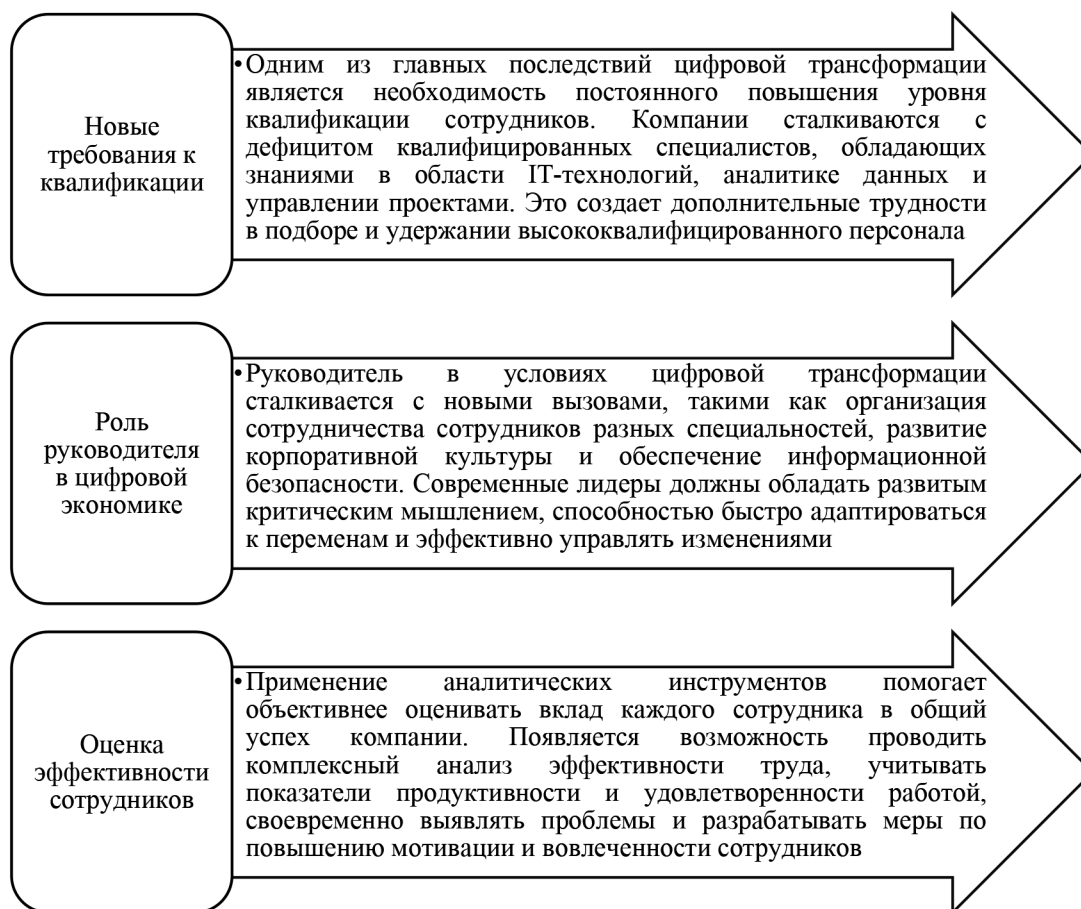 Новые
требования к
квалификации
•Одним из главных последствий цифровой трансформации
является необходимость постоянного повышения уровня
квалификации сотрудников. Компании сталкиваются с
дефицитом квалифицированных специалистов, обладающих
знаниями в области IT-технологий, аналитике данных и
управлении проектами. Это создает дополнительные трудности
в подборе и удержании высококвалифицированного персонала
Роль
руководителя
в цифровой
экономике
•Руководитель в условиях цифровой трансформации
сталкивается с новыми вызовами, такими как организация
сотрудничества сотрудников разных специальностей, развитие
корпоративной культуры и обеспечение информационной
безопасности. Современные лидеры должны обладать развитым
критическим мышлением, способностью быстро адаптироваться
к переменам и эффективно управлять изменениями
Оценка
эффективности
сотрудников
•Применение аналитических инструментов помогает
объективнее оценивать вклад каждого сотрудника в общий
успех компании. Появляется возможность проводить
комплексный анализ эффективности труда, учитывать
показатели продуктивности и удовлетворенности работой,
своевременно выявлять проблемы и разрабатывать меры по
повышению мотивации и вовлеченности сотрудников